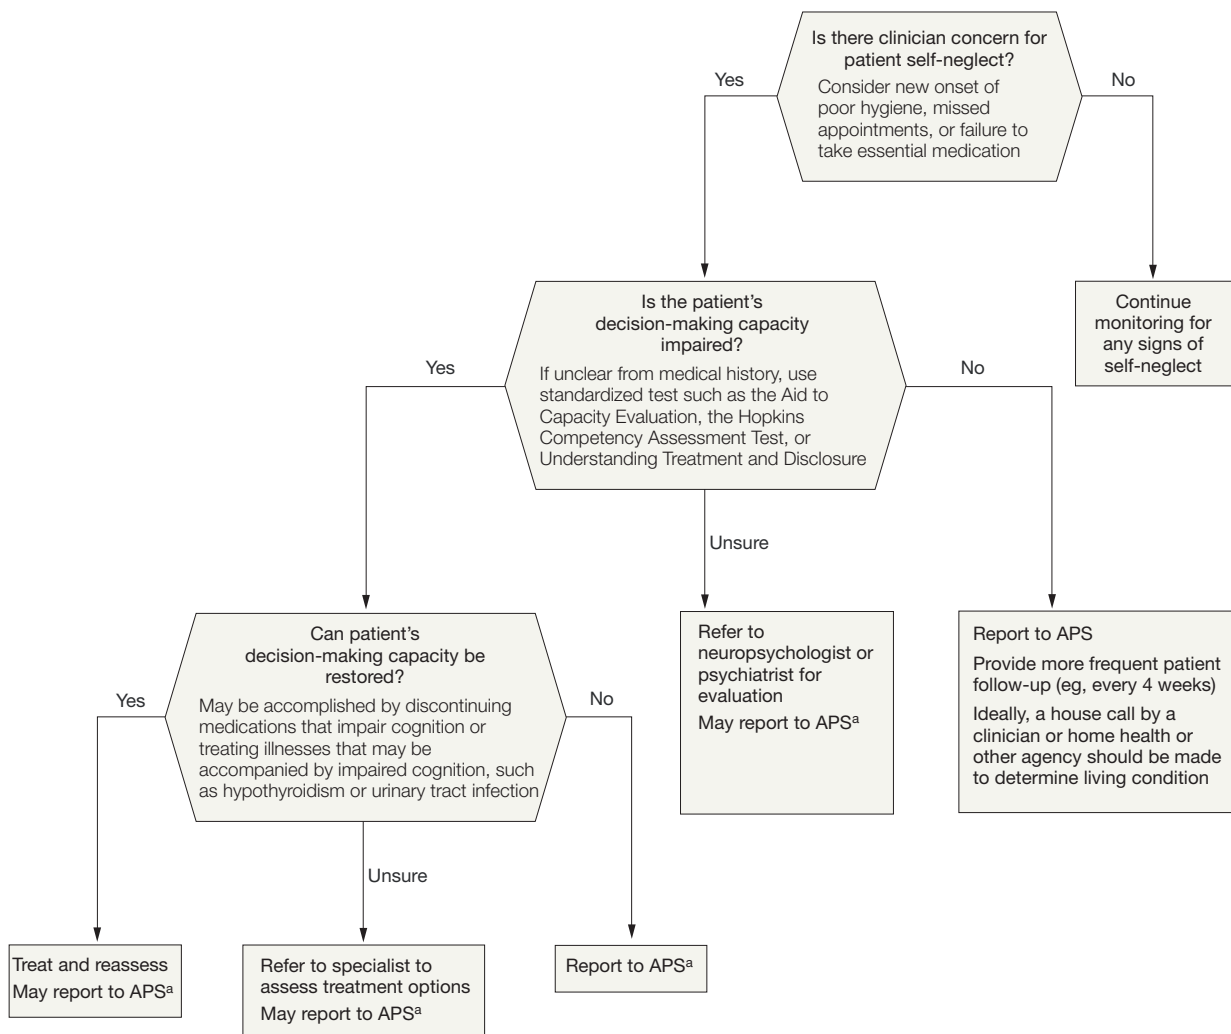 Is there clinician concern for
patient self-neglect?
Consider new onset of
poor hygiene, missed
appointments, or failure to
take essential medication
Yes
No
Is the patient’s
decision-making capacity
impaired?
If unclear from medical history, use
standardized test such as the Aid to
Capacity Evaluation, the Hopkins
Competency Assessment Test, or
Understanding Treatment and Disclosure
Continue
monitoring for
any signs of
self-neglect
Yes
No
Unsure
Can patient’s
decision-making capacity be
restored?
May be accomplished by discontinuing
medications that impair cognition or
treating illnesses that may be
accompanied by impaired cognition, such
as hypothyroidism or urinary tract infection
Refer to
neuropsychologist or
psychiatrist for
evaluation
May report to APSᵃ
Report to APS
Provide more frequent patient
follow-up (eg, every 4 weeks)
Ideally, a house call by a
clinician or home health or
other agency should be made
to determine living condition
Yes
No
Unsure
Treat and reassess
May report to APSᵃ
Refer to specialist to
assess treatment options
May report to APSᵃ
Report to APSᵃ